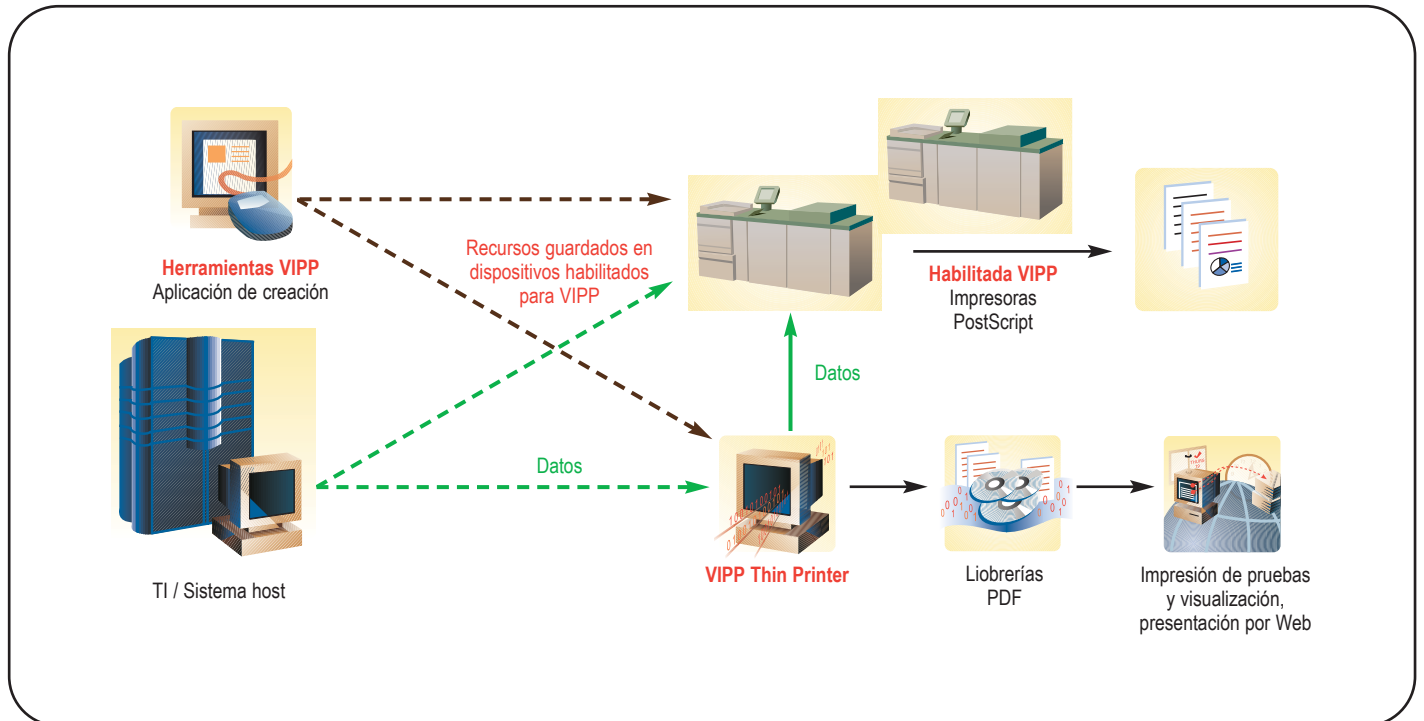 Herramientas VIPP
Aplicación de creación
Recursos guardados en
dispositivos habilitados
para VIPP
Habilitada VIPP
Impresoras
PostScript
Datos
Datos
TI / Sistema host
VIPP Thin Printer
Liobrerías
PDF
Impresión de pruebas
y visualización,
presentación por Web